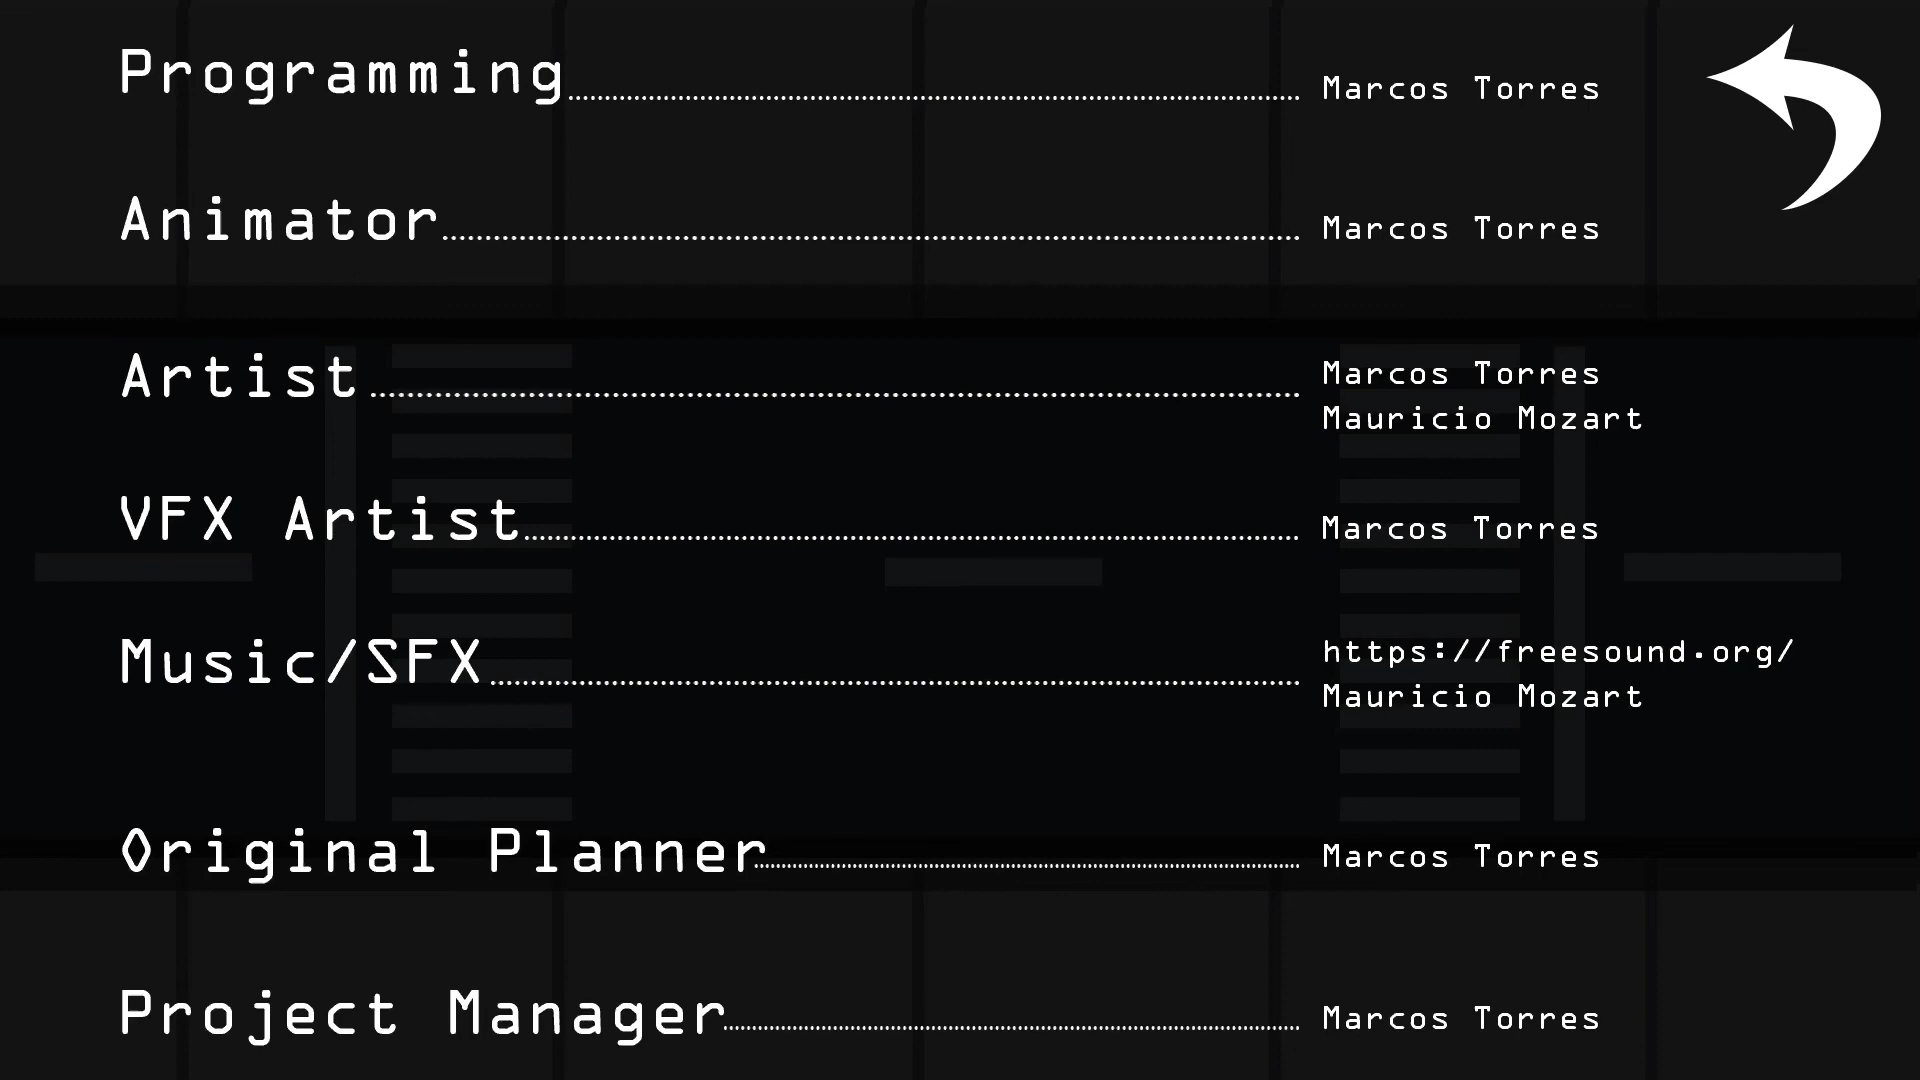 Programming Marcos Torres
Animator Marcos Torres
Artist Marcos Torres
Mauricio Mozart
VFX Artist Marcos Torres
Music/SFX https://freesound.org/
Mauricio Mozart
Original Planner Marcos Torres
Project Manager Marcos Torres